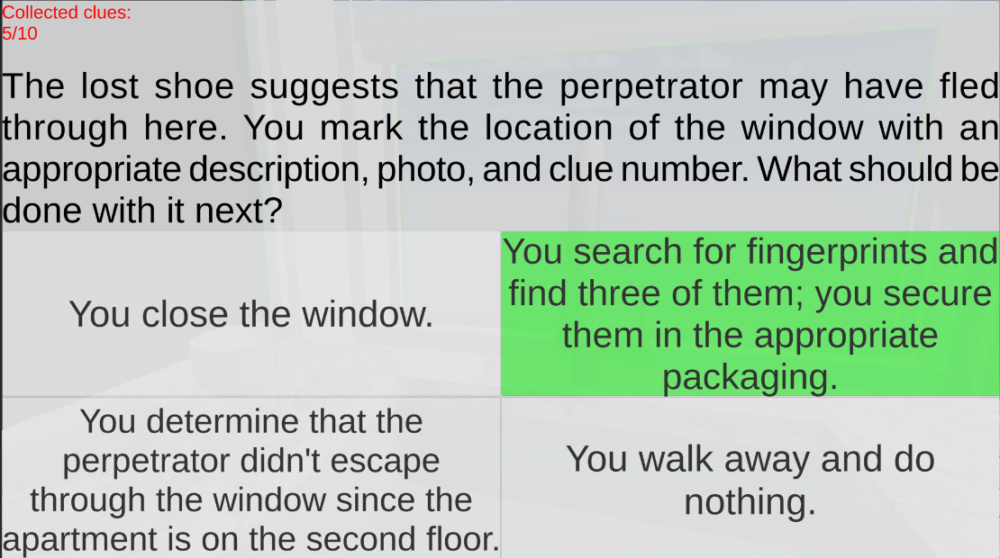 Collected clues:
5/10
The lost shoe suggests that the perpetrator may have fled
through here. You mark the location of the window with an
appropriate description, photo, and clue number. What should be
done with it next?
You close the window.
You search for fingerprints and
find three of them; you secure
them in the appropriate
packaging.
You determine that the
perpetrator didn't escape
through the window since the
apartment is on the second floor.
You walk away and do
nothing.